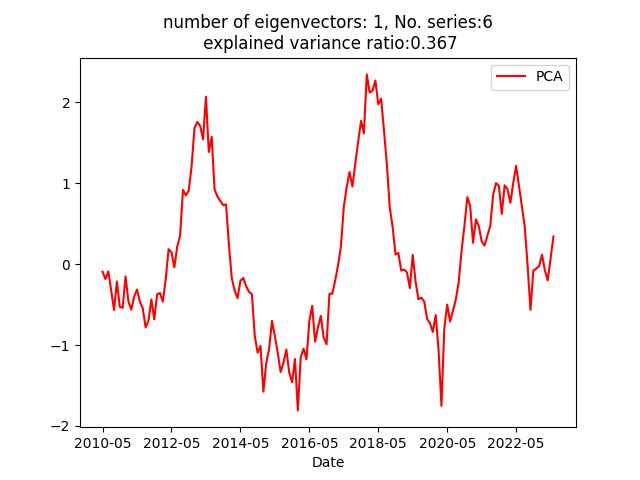 number of eigenvectors: 1, No. series:6
explained variance ratio:0.367
PCA
2
1
0
−1
−2
2010-05 2012-05 2014-05 2016-05 2018-05 2020-05 2022-05
Date